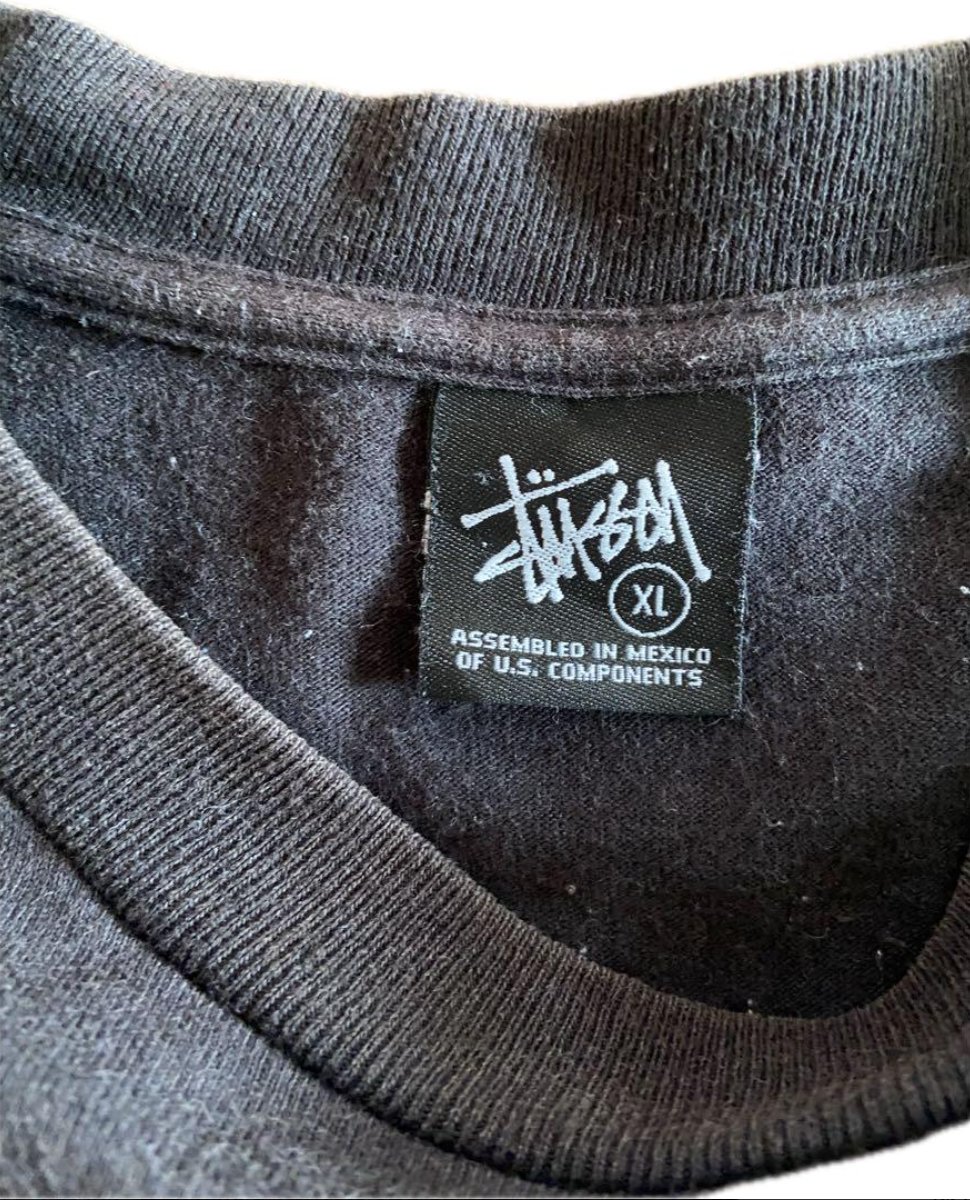 Stüssy
XL
ASSEMBLED IN MEXICO
OF U.S. COMPONENTS